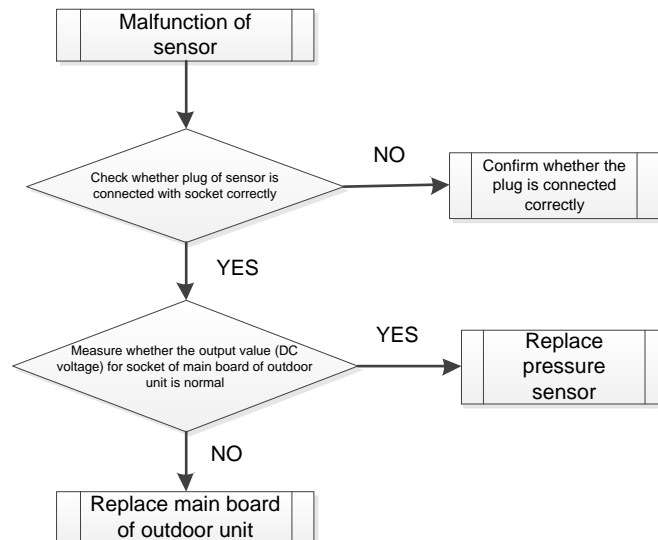 Malfunction of
sensor
Check whether plug of sensor is
connected with socket correctly
NO
Confirm whether the
plug is connected
correctly
YES
Measure whether the output value (DC
voltage) for socket of main board of outdoor
unit is normal
YES
Replace
pressure
sensor
NO
Replace main board
of outdoor unit